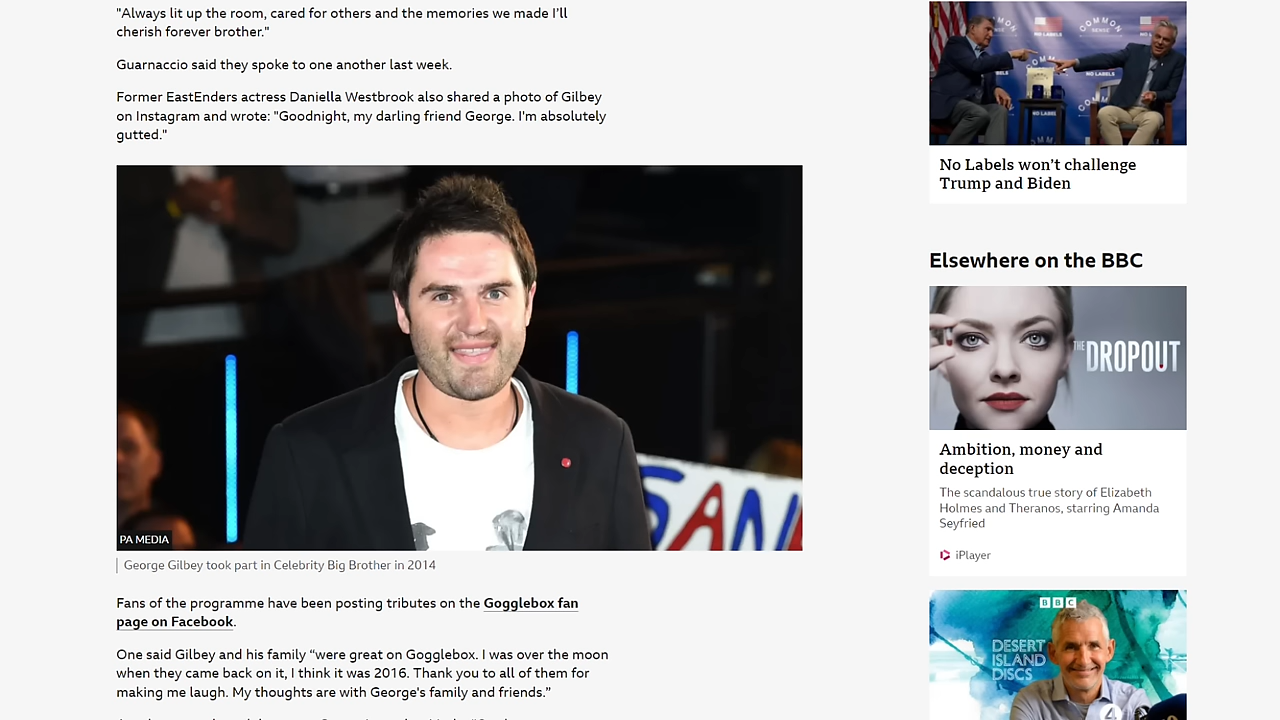 "Always lit up the room, cared for others and the memories we made I’ll
cherish forever brother."
Guarnaccio said they spoke to one another last week.
Former EastEnders actress Daniella Westbrook also shared a photo of Gilbey
on Instagram and wrote: "Goodnight, my darling friend George. I'm absolutely
gutted."
SAN
PA MEDIA
George Gilbey took part in Celebrity Big Brother in 2014
Fans of the programme have been posting tributes on the Gogglebox fan
page on Facebook.
One said Gilbey and his family "were great on Gogglebox. I was over the moon
when they came back on it, I think it was 2016. Thank you to all of them for
making me laugh. My thoughts are with George's family and friends.”
COMMON
NO LABELS
No Labels won’t challenge
Trump and Biden
Elsewhere on the BBC
THE DROPOUT
Ambition, money and
deception
The scandalous true story of Elizabeth
Holmes and Theranos, starring Amanda
Seyfried
iPlayer
BBC
DESERT
ISLAND
DISCS
4